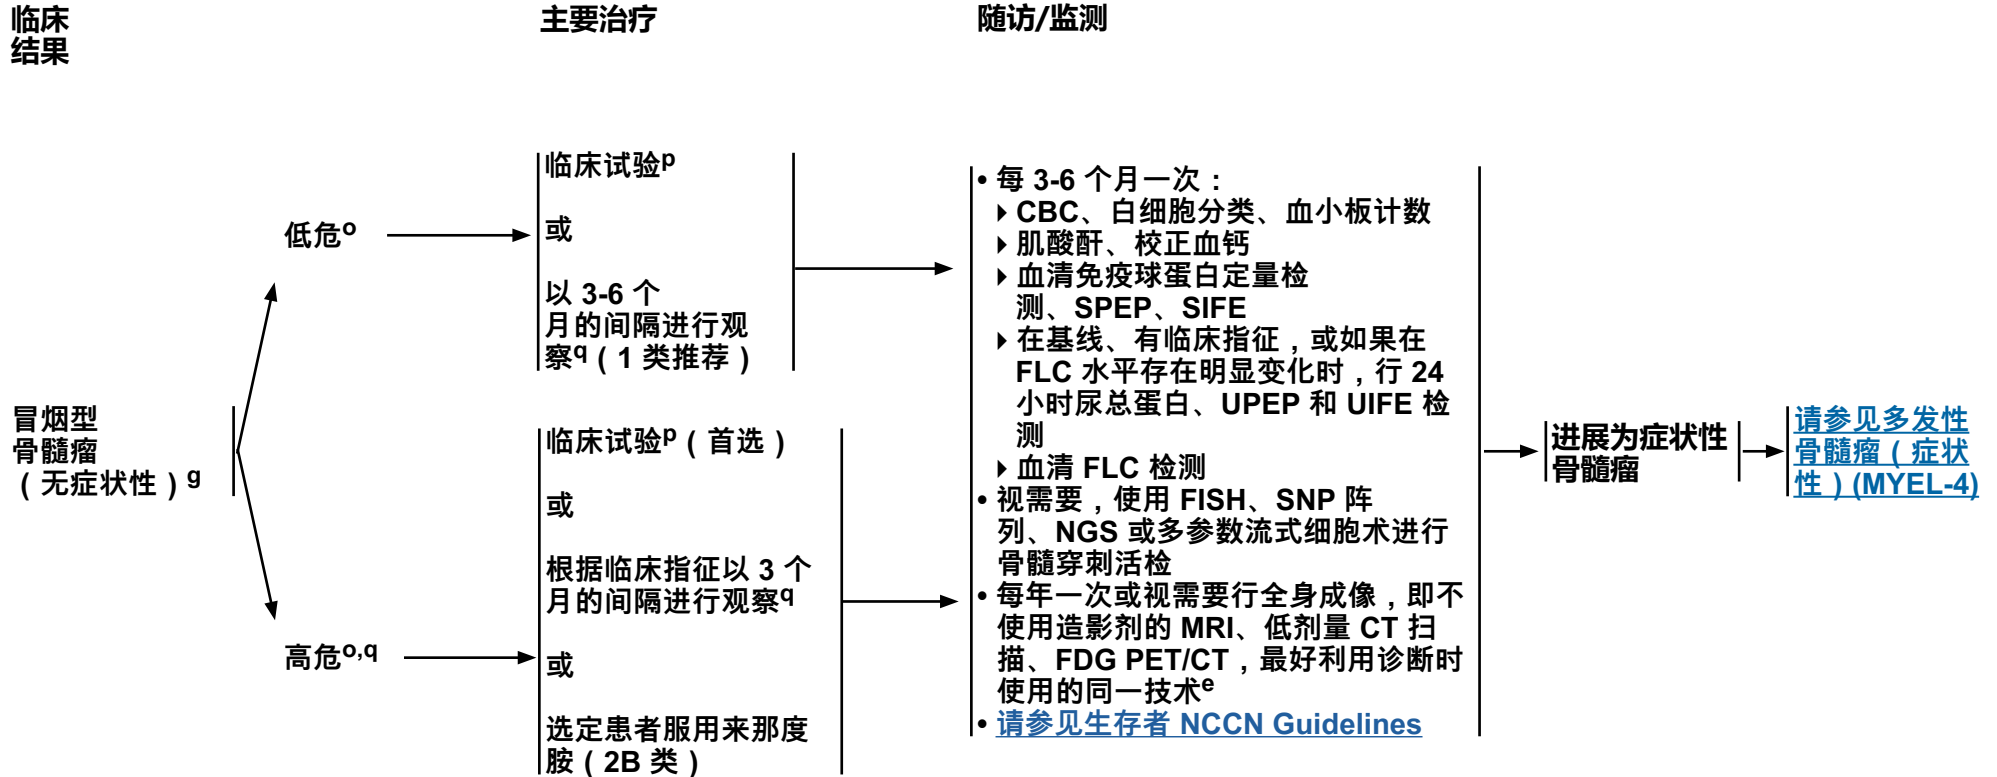 临床
结果
主要治疗
随访/监测
冒烟型
骨髓瘤
（无症状性）g
低危o
临床试验p
或
以 3-6 个
月的间隔进行观
察q（1 类推荐）
高危o,q
临床试验p（首选）
或
根据临床指征以 3 个
月的间隔进行观察q
或
选定患者服用来那度
胺（2B 类）
• 每 3-6 个月一次：
▸ CBC、白细胞分类、血小板计数
▸ 肌酸酐、校正血钙
▸ 血清免疫球蛋白定量检
测、SPEP、SIFE
▸ 在基线、有临床指征，或如果在
FLC 水平存在明显变化时，行 24
小时尿总蛋白、UPEP 和 UIFE 检
测
▸ 血清 FLC 检测
• 视需要，使用 FISH、SNP 阵
列、NGS 或多参数流式细胞术进行
骨髓穿刺活检
• 每年一次或视需要行全身成像，即不
使用造影剂的 MRI、低剂量 CT 扫
描、FDG PET/CT，最好利用诊断时
使用的同一技术e
• 请参见生存者 NCCN Guidelines
进展为症状性
骨髓瘤
请参见多发性
骨髓瘤（症状
性）(MYEL-4)